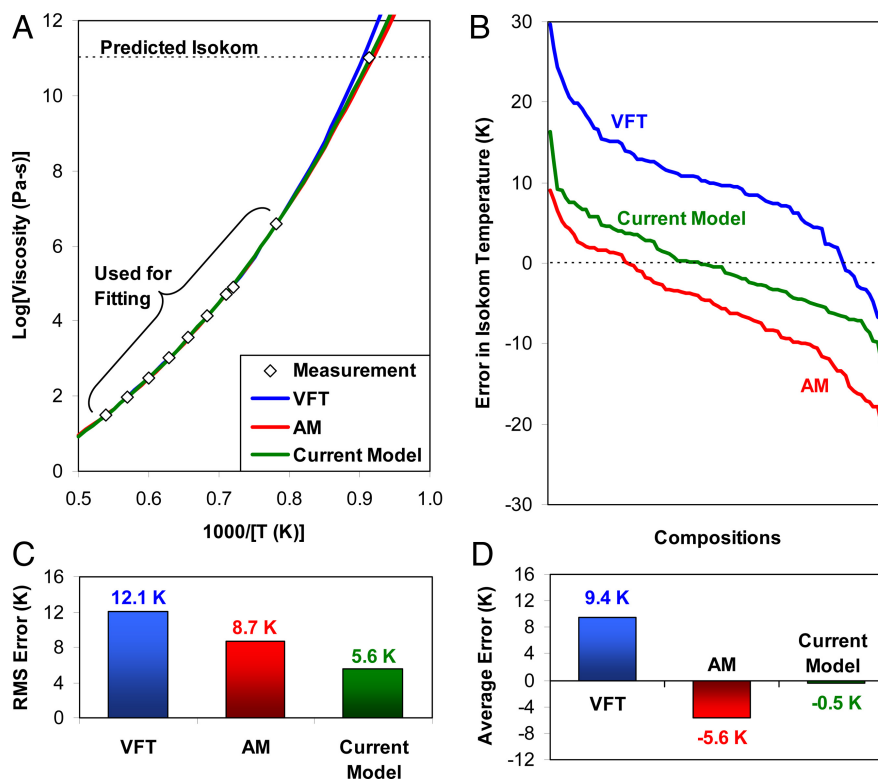 A
12
10
8
6
4
2
0
Log[Viscosity (Pa-s)]
Predicted Isokom
Used for
Fitting
Measurement
VFT
AM
Current Model
0.5
0.6
0.7
0.8
0.9
1.0
1000/[T (K)]
B
30
20
10
0
-10
-20
-30
Error in Isokom Temperature (K)
VFT
Current Model
AM
Compositions
C
16
12
8
4
0
RMS Error (K)
12.1 K
8.7 K
5.6 K
VFT
AM
Current
Model
D
16
12
8
4
0
-4
-8
-12
Average Error (K)
9.4 K
VFT
AM
-5.6 K
Current
Model
-0.5 K